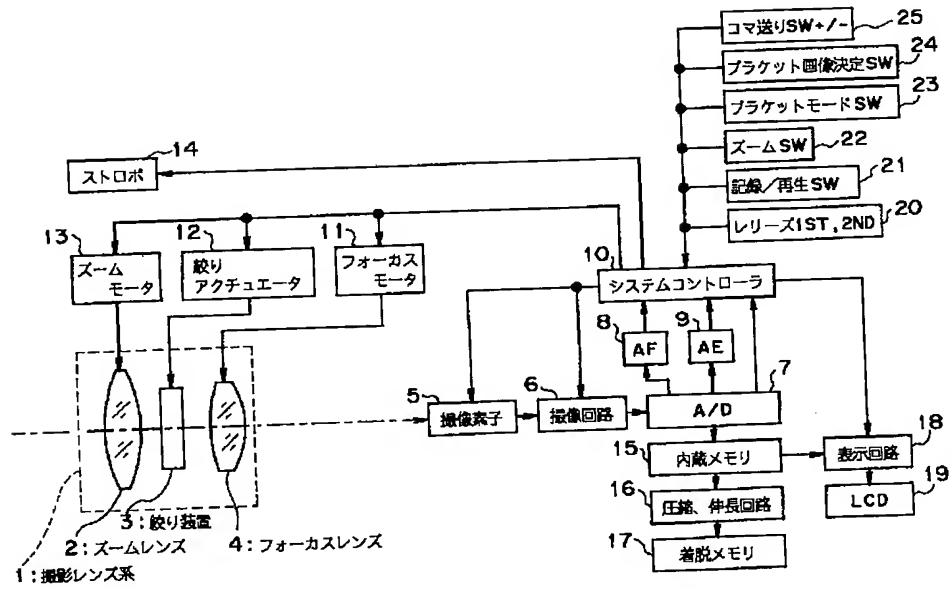 コマ送りSW+/-
25
ブラケット画像決定SW
24
ブラケットモードSW
23
ズームSW
22
記録/再生SW
21
レリーズ1ST,2ND
20
14
ストロボ
13
ズーム
モータ
12
絞り
アクチュエータ
11
フォーカス
モータ
10
システムコントローラ
8
AF
9
AE
7
A/D
5
撮像素子
6
撮像回路
15
内蔵メモリ
18
表示回路
16
圧縮、伸長回路
19
LCD
17
着脱メモリ
3:絞り装置
2:ズームレンズ
4:フォーカスレンズ
1:撮影レンズ系